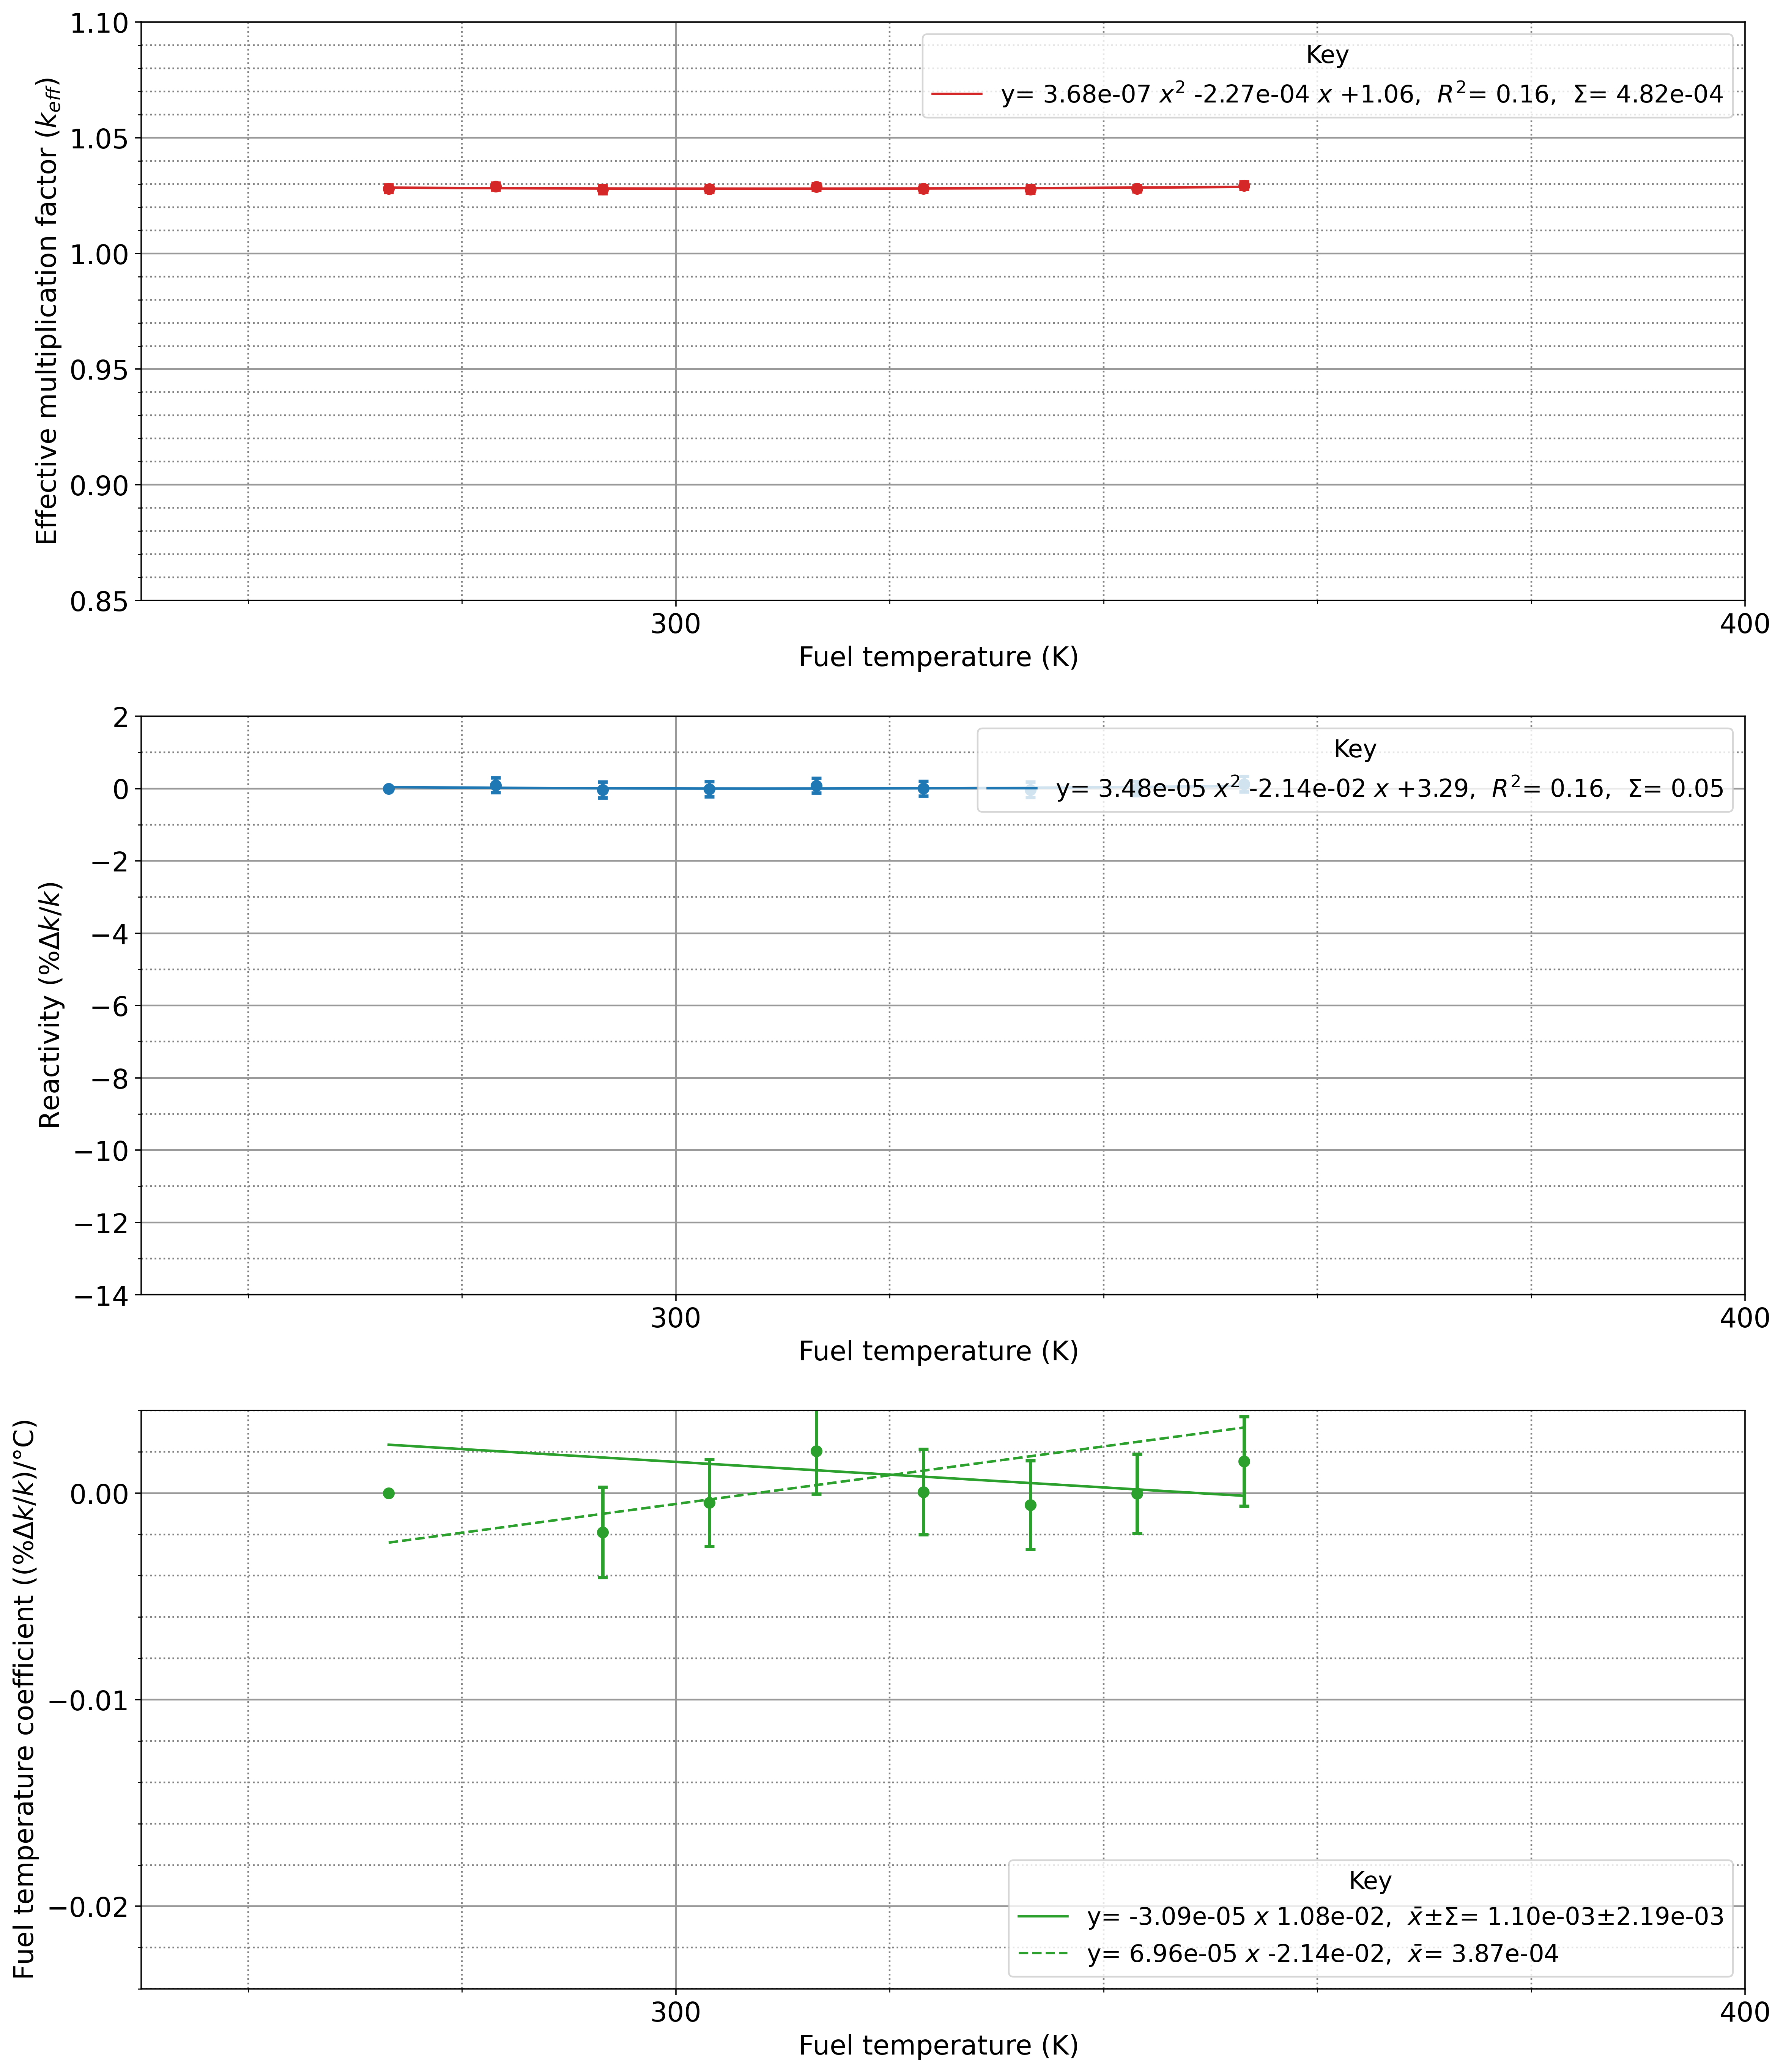 1.10
1.05
1.00
0.95
0.90
0.85
Effective multiplication factor (k_eff)
Key
y= 3.68e-07 x² -2.27e-04 x +1.06, R²= 0.16, Σ= 4.82e-04
300
400
Fuel temperature (K)
2
0
−2
−4
−6
−8
−10
−12
−14
Reactivity (%Δk/k)
Key
y= 3.48e-05 x² -2.14e-02 x +3.29, R²= 0.16, Σ= 0.05
300
400
Fuel temperature (K)
0.00
−0.01
−0.02
Fuel temperature coefficient ((%Δk/k)/°C)
Key
y= -3.09e-05 x 1.08e-02, x̄±Σ= 1.10e-03±2.19e-03
y= 6.96e-05 x -2.14e-02, x̄= 3.87e-04
300
400
Fuel temperature (K)